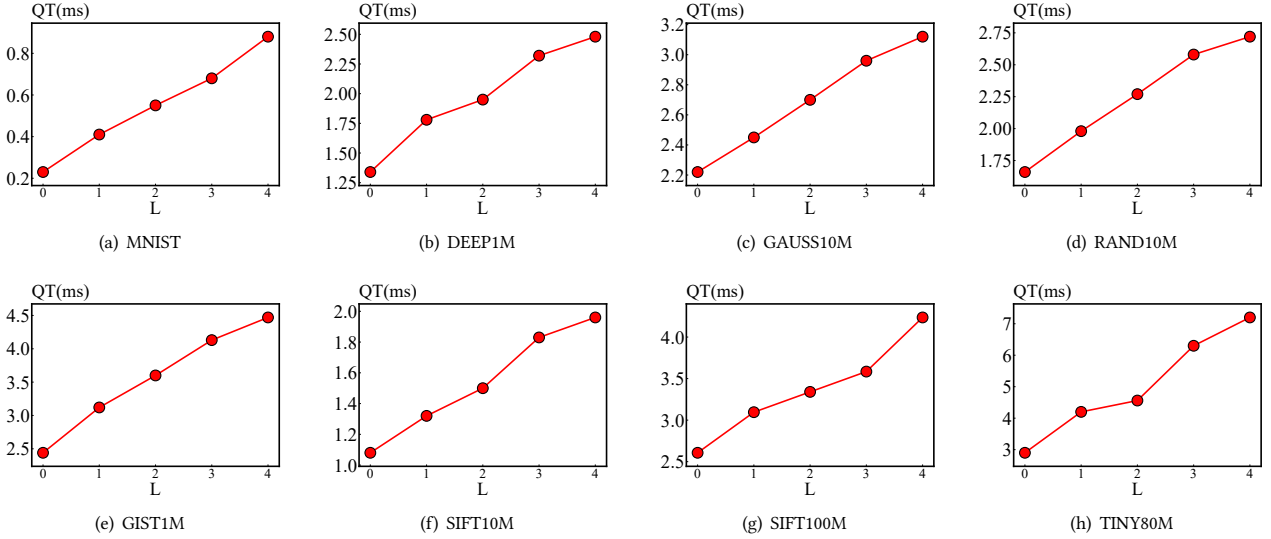 QT(ms) QT(ms) QT(ms) QT(ms)
0.8 2.50 3.2 2.75
0.6 2.25 3.0 2.50
0.4 2.00 2.8 2.25
0.2 1.75 2.6 2.00
1.50 2.4 1.75
1.25 2.2
0 1 2 3 4 0 1 2 3 4 0 1 2 3 4 0 1 2 3 4
L L L L
(a) MNIST (b) DEEP1M (c) GAUSS10M (d) RAND10M
QT(ms) QT(ms) QT(ms) QT(ms)
4.5 2.0 4.0 7
4.0 1.8 3.5 6
3.5 1.6 3.0 5
3.0 1.4 2.5 4
2.5 1.2 3
1.0
0 1 2 3 4 0 1 2 3 4 0 1 2 3 4 0 1 2 3 4
L L L L
(e) GIST1M (f) SIFT10M (g) SIFT100M (h) TINY80M